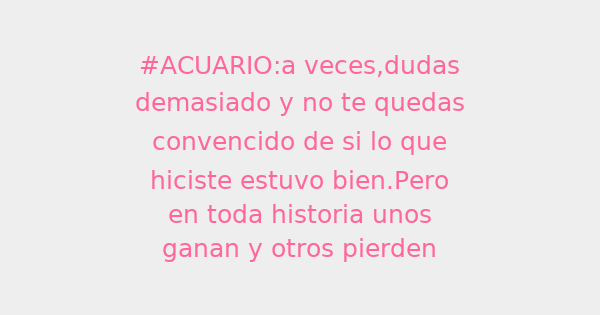 #ACUARIO:a veces,dudas
demasiado y no te quedas
convencido de si lo que
hiciste estuvo bien.Pero
en toda historia unos
ganan y otros pierden